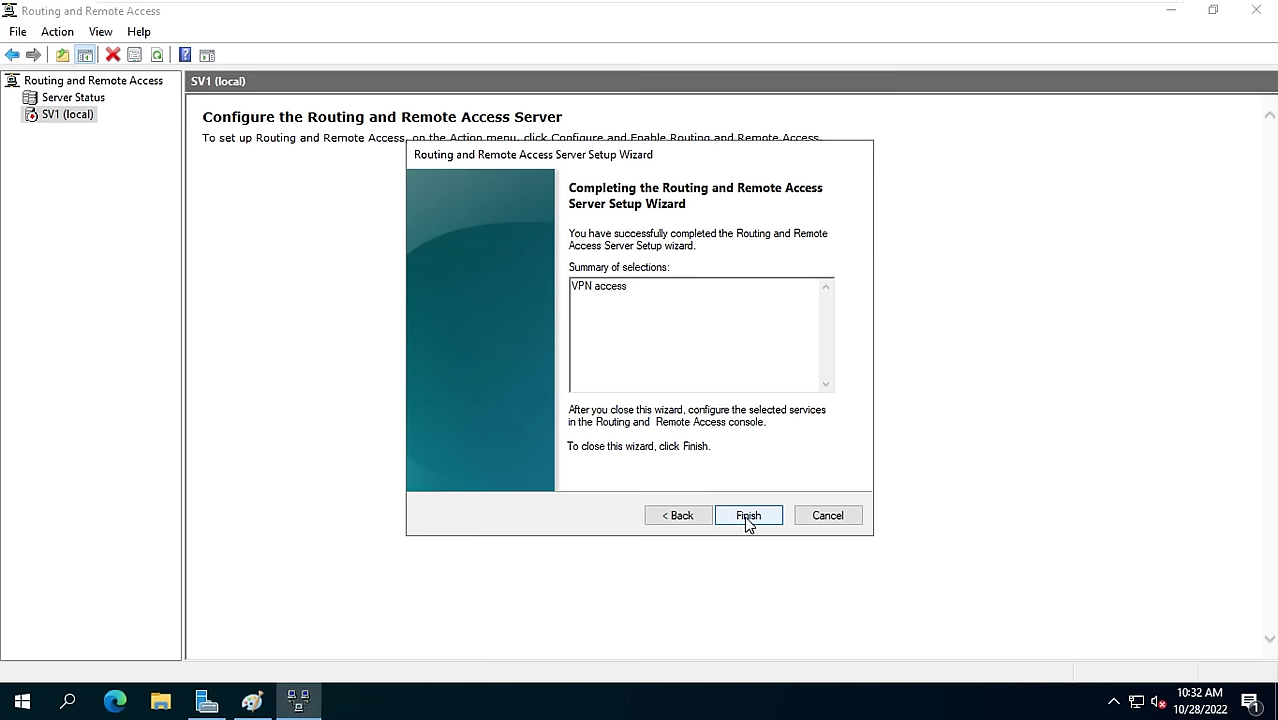 Routing and Remote Access
File Action View Help
Routing and Remote Access
Server Status
SV1 (local)
SV1 (local)
Configure the Routing and Remote Access Server
To set up Routing and Remote Access, on the Action menu, click Configure and Enable Routing and Remote Access.
Routing and Remote Access Server Setup Wizard
Completing the Routing and Remote Access
Server Setup Wizard
You have successfully completed the Routing and Remote
Access Server Setup wizard.
Summary of selections:
VPN access
After you close this wizard, configure the selected services
in the Routing and Remote Access console.
To close this wizard, click Finish.
< Back Finish Cancel
10:32 AM
10/28/2022
1